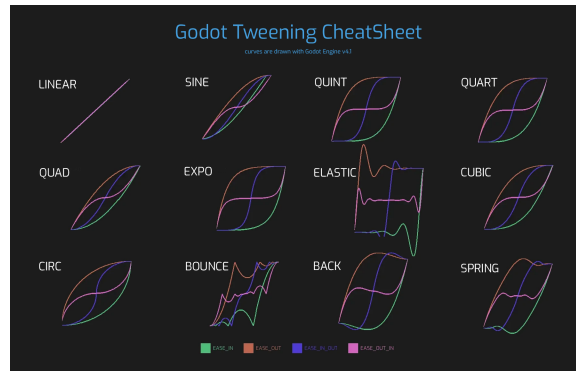 Godot Tweening CheatSheet
curves are drawn with Godot Engine v4.1
LINEAR
SINE
QUINT
QUART
QUAD
EXPO
ELASTIC
CUBIC
CIRC
BOUNCE
BACK
SPRING
EASE_IN
EASE_OUT
EASE_IN_OUT
EASE_OUT_IN